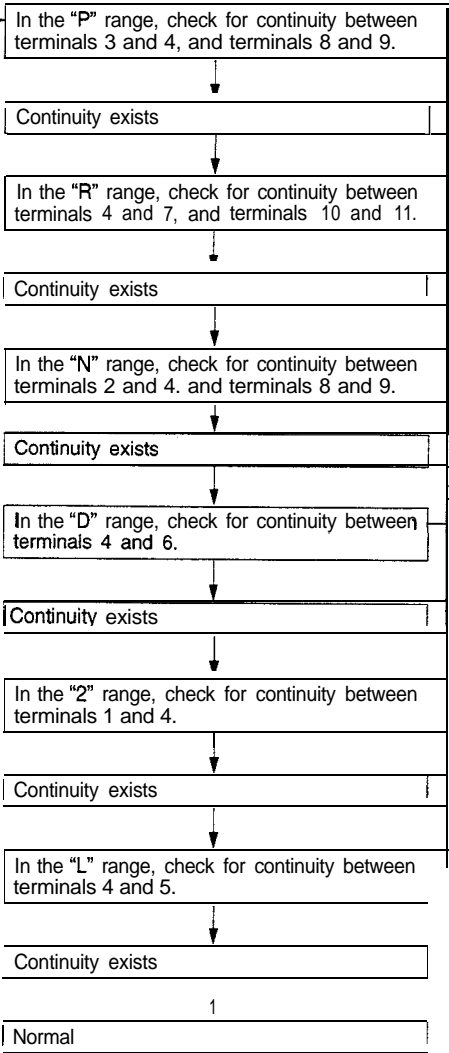 In the “P” range, check for continuity between
terminals 3 and 4, and terminals 8 and 9.
Continuity exists
In the “R” range, check for continuity between
terminals 4 and 7, and terminals 10 and 11.
Continuity exists
In the “N” range, check for continuity between
terminals 2 and 4. and terminals 8 and 9.
Continuity exists
In the “D” range, check for continuity between
terminals 4 and 6.
Continuity exists
In the “2” range, check for continuity between
terminals 1 and 4.
Continuity exists
In the “L” range, check for continuity between
terminals 4 and 5.
Continuity exists
1
Normal